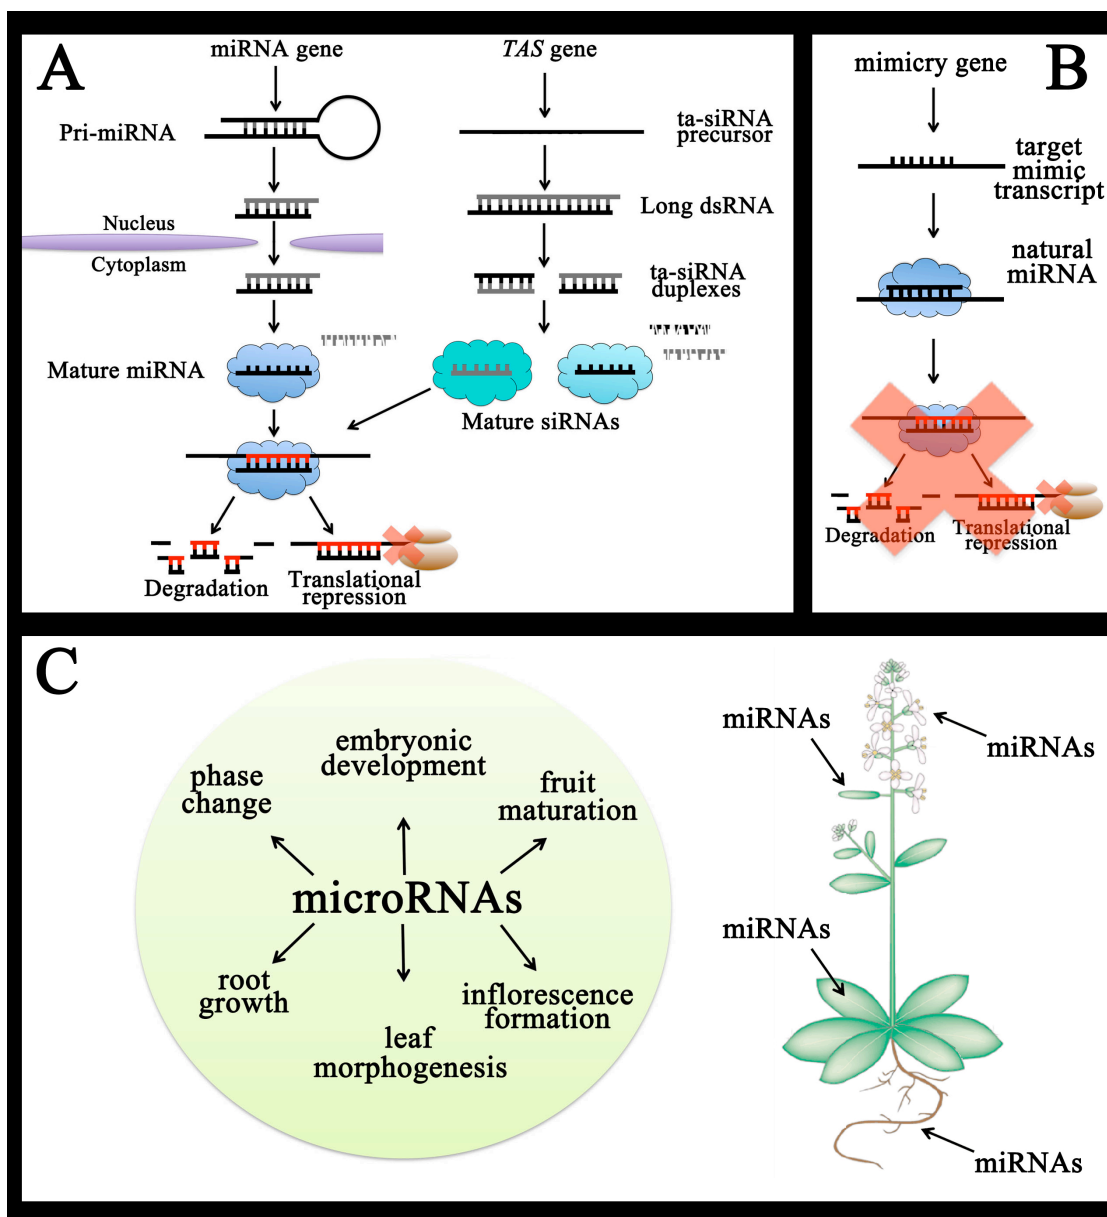 A
miRNA gene
TAS gene
Pri-miRNA
ta-siRNA
precursor
Long dsRNA
Nucleus
Cytoplasm
ta-siRNA
duplexes
Mature miRNA
Mature siRNAs
Degradation
Translational
repression
B
mimicry gene
target
mimic
transcript
natural
miRNA
Degradation
Translational
repression
C
embryonic
development
phase
change
fruit
maturation
microRNAs
root
growth
inflorescence
formation
leaf
morphogenesis
miRNAs
miRNAs
miRNAs
miRNAs